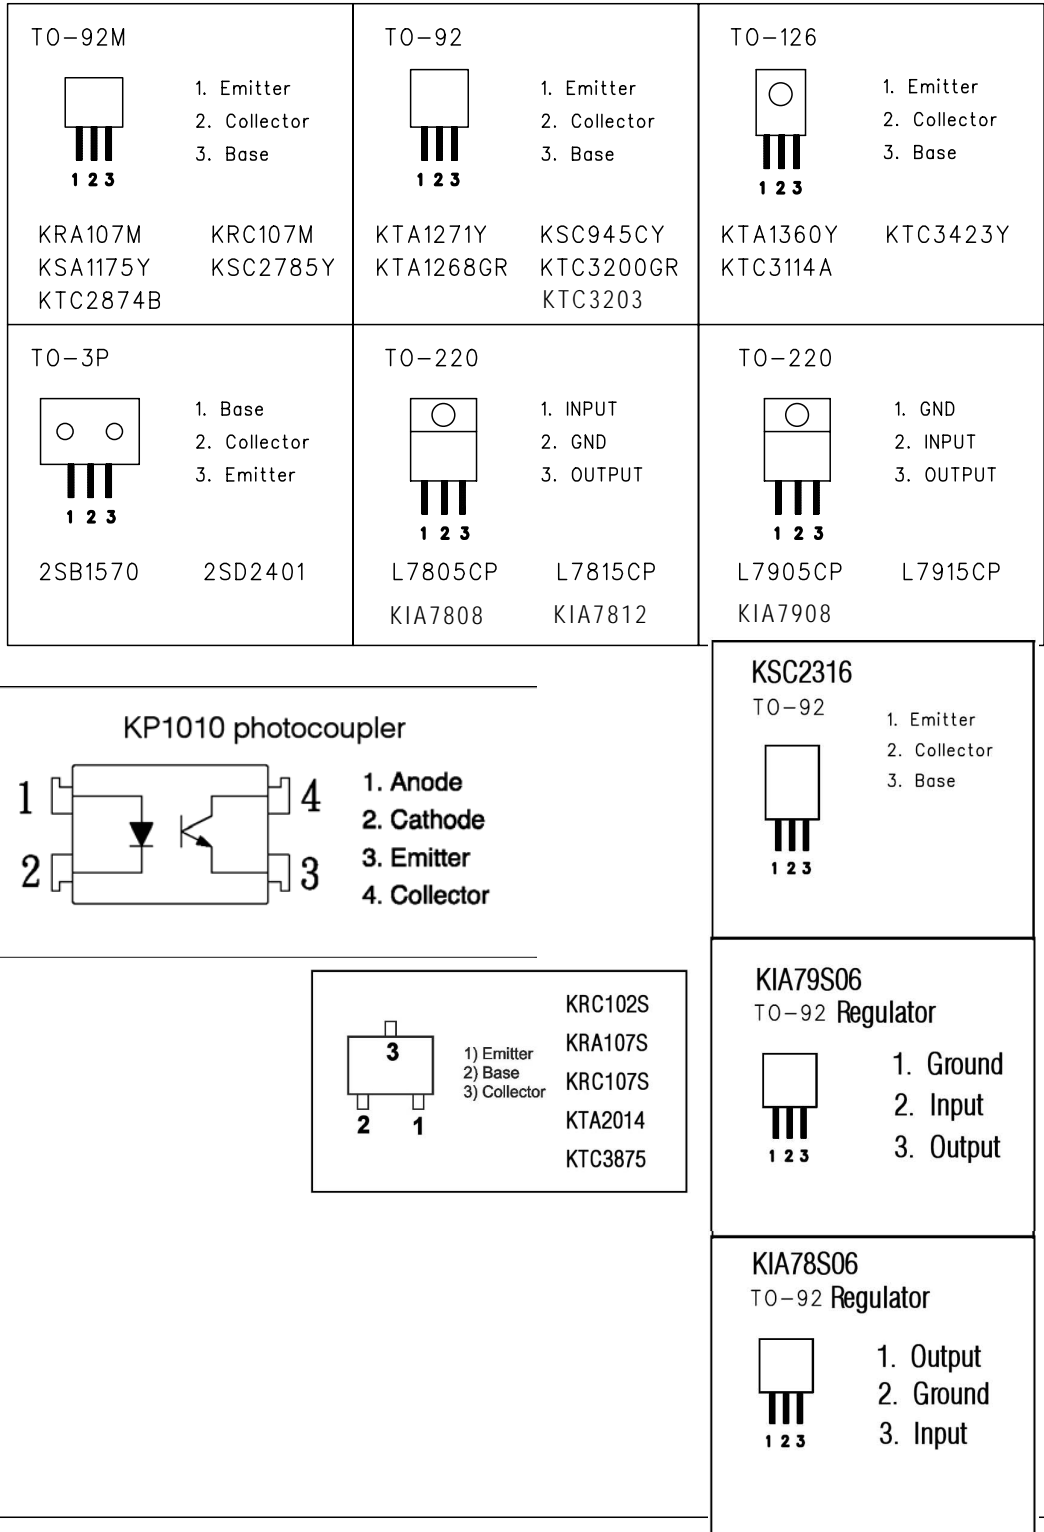 TO-92M
1. Emitter
2. Collector
3. Base
1 2 3
KRA107M KRC107M
KSA1175Y KSC2785Y
KTC2874B
TO-92
1. Emitter
2. Collector
3. Base
1 2 3
KTA1271Y KSC945CY
KTA1268GR KTC3200GR
KTC3203
TO-126
1. Emitter
2. Collector
3. Base
1 2 3
KTA1360Y KTC3423Y
KTC3114A
TO-3P
1. Base
2. Collector
3. Emitter
1 2 3
2SB1570 2SD2401
TO-220
1. INPUT
2. GND
3. OUTPUT
1 2 3
L7805CP L7815CP
KIA7808 KIA7812
TO-220
1. GND
2. INPUT
3. OUTPUT
1 2 3
L7905CP L7915CP
KIA7908
KP1010 photocoupler
1 4
2 3
1. Anode
2. Cathode
3. Emitter
4. Collector
KSC2316
TO-92
1. Emitter
2. Collector
3. Base
1 2 3
3
2 1
1) Emitter
2) Base
3) Collector
KRC102S
KRA107S
KRC107S
KTA2014
KTC3875
KIA79S06
TO-92 Regulator
1. Ground
2. Input
3. Output
1 2 3
KIA78S06
TO-92 Regulator
1. Output
2. Ground
3. Input
1 2 3